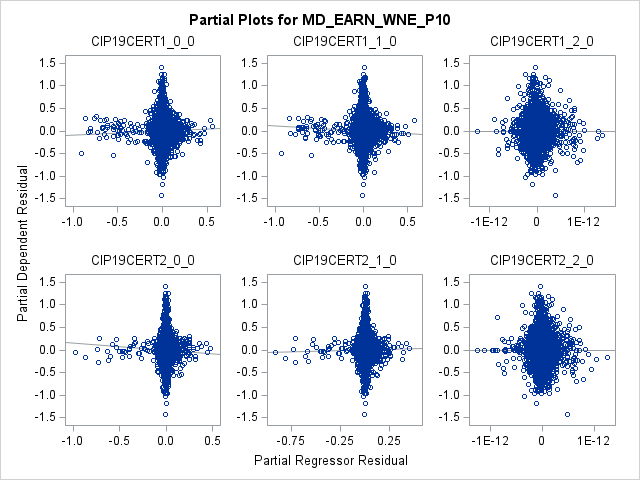 Partial Plots for MD_EARN_WNE_P10
CIP19CERT1_0_0 CIP19CERT1_1_0 CIP19CERT1_2_0
1.5 1.5 1.5
1.0 1.0 1.0
0.5 0.5 0.5
0.0 0.0 0.0
-0.5 -0.5 -0.5
-1.0 -1.0 -1.0
-1.5 -1.5 -1.5
-1.0 -0.5 0.0 0.5 -1.0 -0.5 0.0 0.5 -1E-12 0 1E-12
Partial Dependent Residual
CIP19CERT2_0_0 CIP19CERT2_1_0 CIP19CERT2_2_0
1.5 1.5 1.5
1.0 1.0 1.0
0.5 0.5 0.5
0.0 0.0 0.0
-0.5 -0.5 -0.5
-1.0 -1.0 -1.0
-1.5 -1.5 -1.5
-1.0 -0.5 0.0 0.5 -0.75 -0.25 0.25 -1E-12 0 1E-12
Partial Regressor Residual